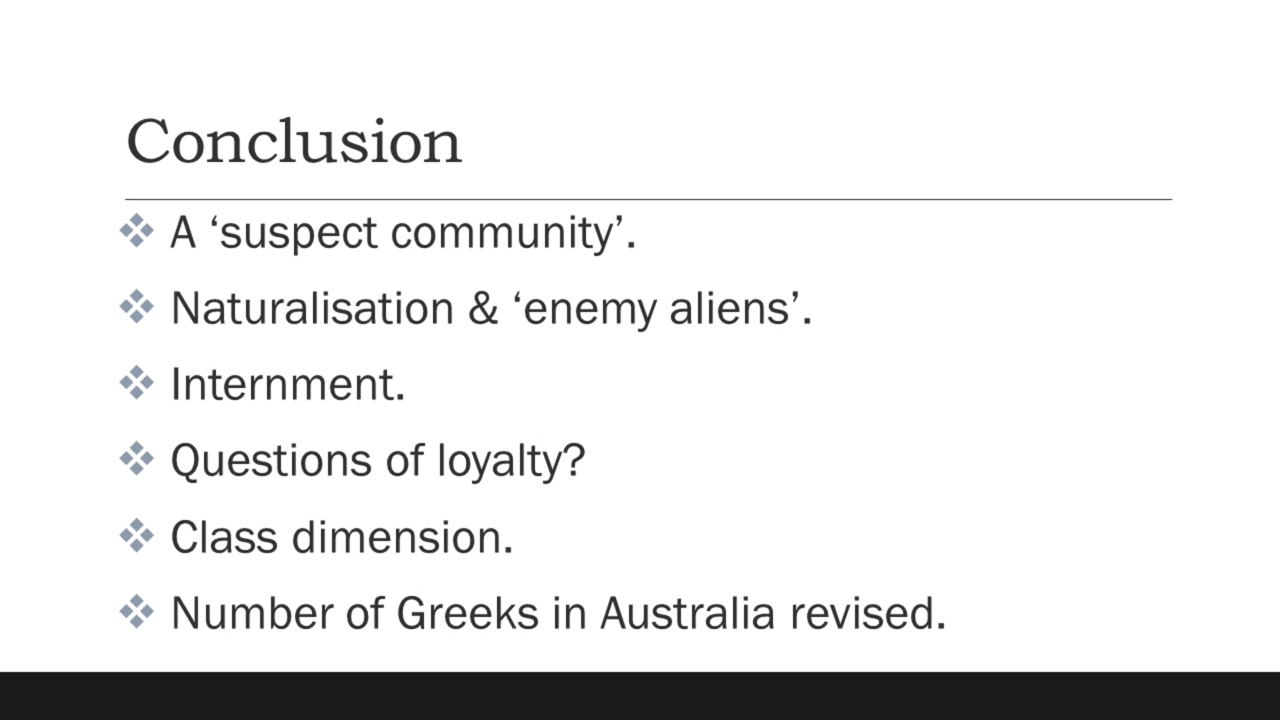 Conclusion
A ‘suspect community’.
Naturalisation & ‘enemy aliens’.
Internment.
Questions of loyalty?
Class dimension.
Number of Greeks in Australia revised.